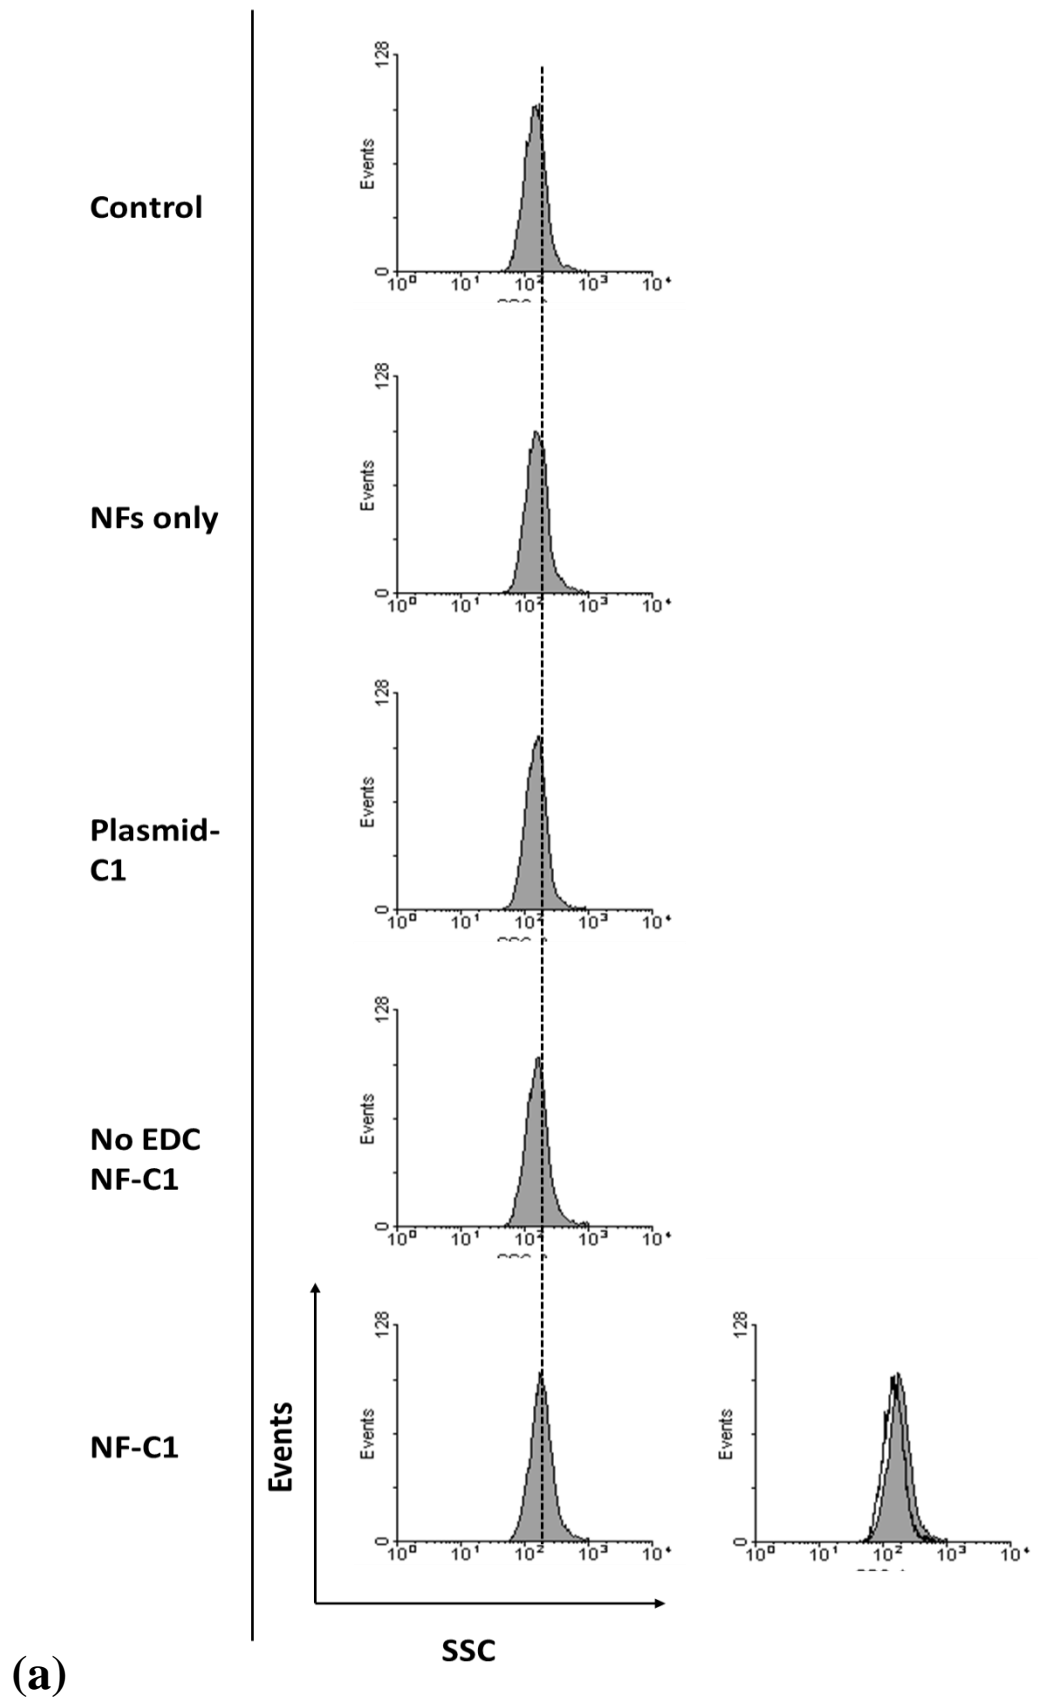 128
Events
0
10⁰ 10¹ 10² 10³ 10⁴
Control
128
Events
0
10⁰ 10¹ 10² 10³ 10⁴
NFs only
128
Events
0
10⁰ 10¹ 10² 10³ 10⁴
Plasmid-
C1
128
Events
0
10⁰ 10¹ 10² 10³ 10⁴
No EDC
NF-C1
128
Events
0
10⁰ 10¹ 10² 10³ 10⁴
128
Events
0
10⁰ 10¹ 10² 10³ 10⁴
NF-C1
Events
SSC
(a)